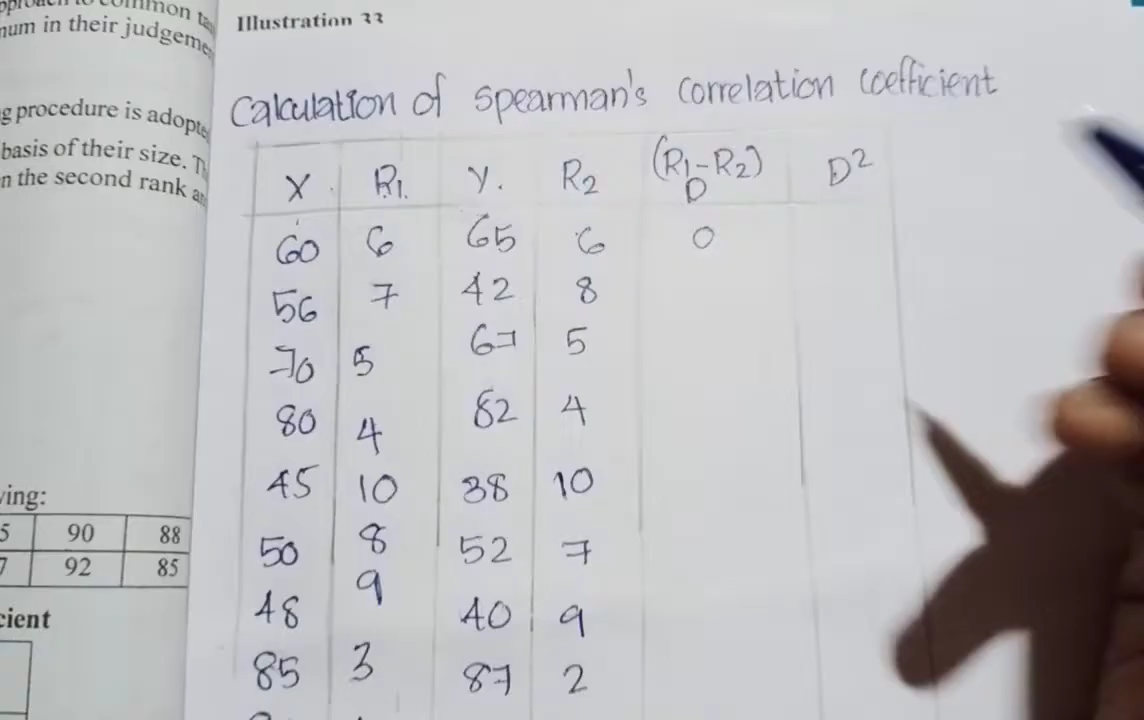 num in their judgeme
Illustration 33
g procedure is adopte
basis of their size. T
n the second rank a
Calculation of Spearman's Correlation Coefficient
X R1. Y. R2 (R1-R2) D D2
60 6 65 6 0
56 7 42 8
70 5 67 5
80 4 82 4
45 10 38 10
50 8 52 7
48 9 40 9
85 3 87 2
ving:
5 90 88
7 92 85
cient